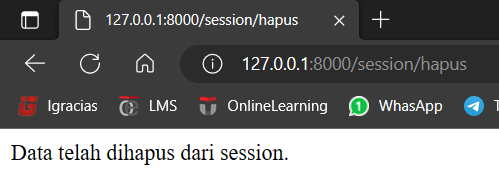 127.0.0.1:8000/session/hapus
127.0.0.1:8000/session/hapus
Igracias LMS OnlineLearning WhasApp
Data telah dihapus dari session.